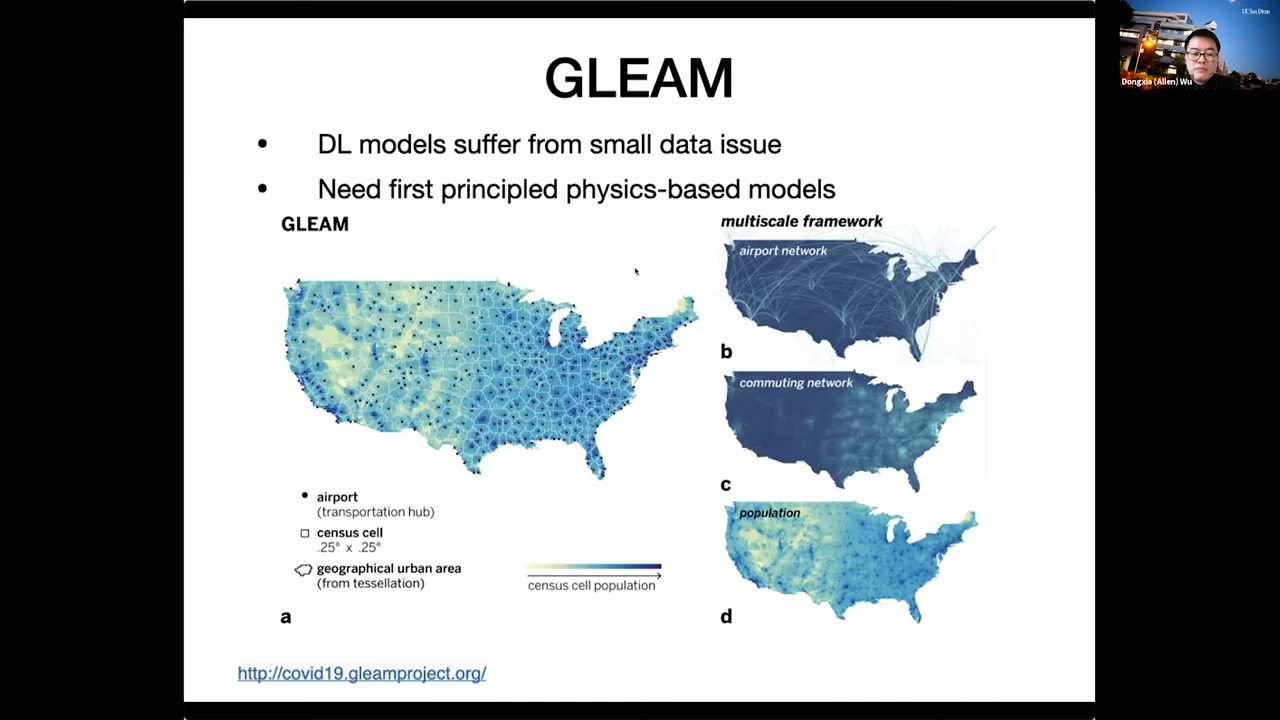 GLEAM
• DL models suffer from small data issue
• Need first principled physics-based models
GLEAM
multiscale framework
airport network
b
commuting network
c
population
d
airport
(transportation hub)
census cell
.25° x .25°
geographical urban area
(from tessellation)
census cell population
a
http://covid19.gleamproject.org/
UC San Diego
Dongxia (Allen) Wu